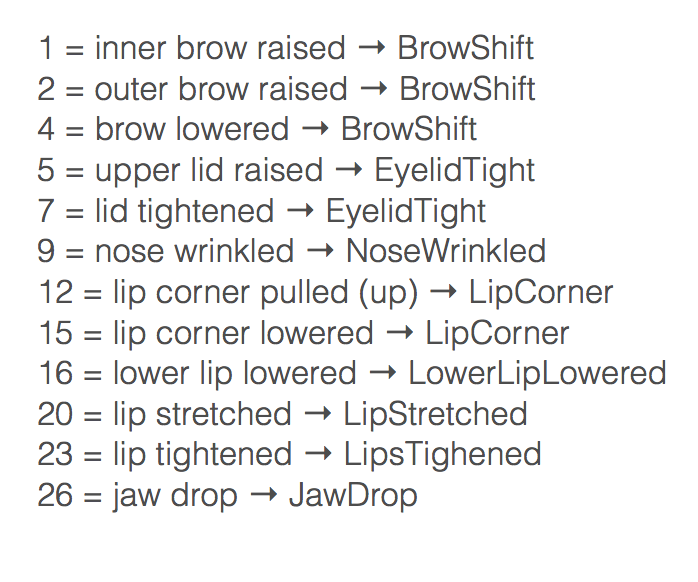 1 = inner brow raised → BrowShift
2 = outer brow raised → BrowShift
4 = brow lowered → BrowShift
5 = upper lid raised → EyelidTight
7 = lid tightened → EyelidTight
9 = nose wrinkled → NoseWrinkled
12 = lip corner pulled (up) → LipCorner
15 = lip corner lowered → LipCorner
16 = lower lip lowered → LowerLipLowered
20 = lip stretched → LipStretched
23 = lip tightened → LipsTighened
26 = jaw drop → JawDrop